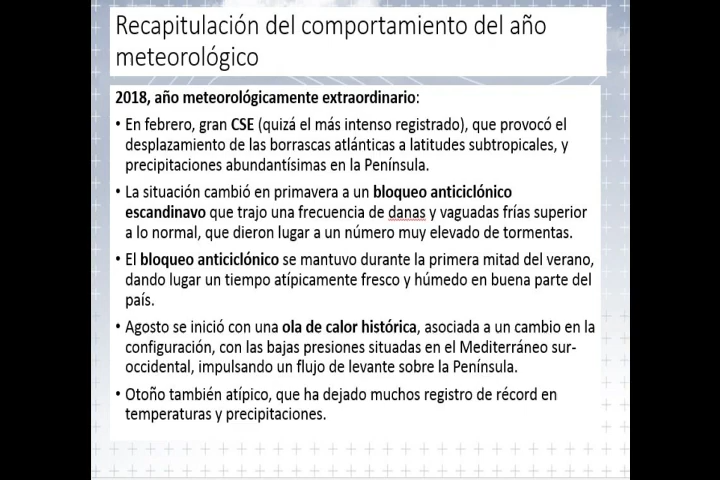 Recapitulación del comportamiento del año
meteorológico
2018, año meteorológicamente extraordinario:
• En febrero, gran CSE (quizá el más intenso registrado), que provocó el
desplazamiento de las borrascas atlánticas a latitudes subtropicales, y
precipitaciones abundantísimas en la Península.
• La situación cambió en primavera a un bloqueo anticiclónico
escandinavo que trajo una frecuencia de danas y vaguadas frías superior
a lo normal, que dieron lugar a un número muy elevado de tormentas.
• El bloqueo anticiclónico se mantuvo durante la primera mitad del verano,
dando lugar un tiempo atípicamente fresco y húmedo en buena parte del
país.
• Agosto se inició con una ola de calor histórica, asociada a un cambio en la
configuración, con las bajas presiones situadas en el Mediterráneo sur-
occidental, impulsando un flujo de levante sobre la Península.
• Otoño también atípico, que ha dejado muchos registro de récord en
temperaturas y precipitaciones.